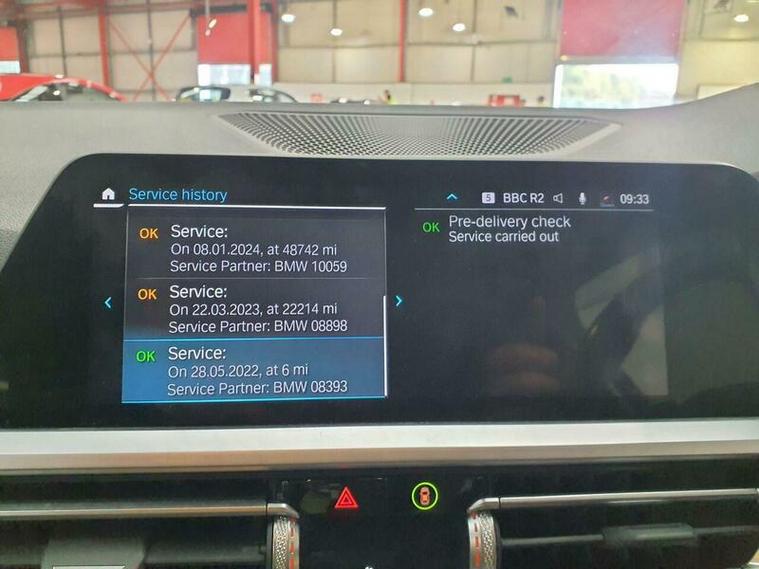 Service history
5 BBC R2 09:33
OK Service:
On 08.01.2024, at 48742 mi
Service Partner: BMW 10059
OK Service:
On 22.03.2023, at 22214 mi
Service Partner: BMW 08898
OK Service:
On 28.05.2022, at 6 mi
Service Partner: BMW 08393
OK Pre-delivery check
Service carried out